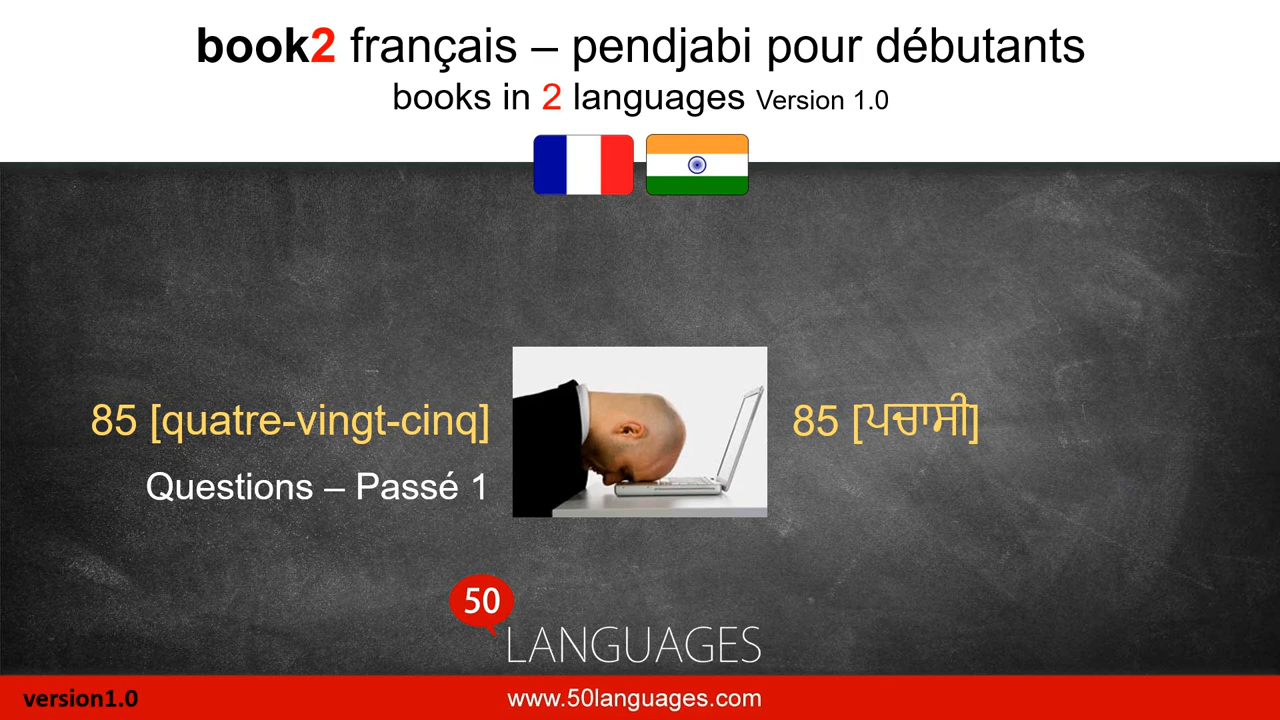 book2 français – pendjabi pour débutants
books in 2 languages Version 1.0
85 [quatre-vingt-cinq]
85 [ਪਚਾਸੀ]
Questions – Passé 1
50
LANGUAGES
version1.0
www.50languages.com